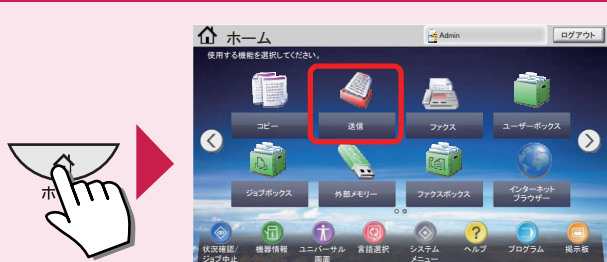 ホーム
Admin
ログアウト
使用する機能を選択してください。
コピー
送信
ファクス
ユーザーボックス
ジョブボックス
外部メモリー
ファクスボックス
インターネット
ブラウザー
状況確認/
ジョブ中止
機器情報
ユニバーサル
画面
言語選択
システム
メニュー
ヘルプ
プログラム
掲示板
ホ